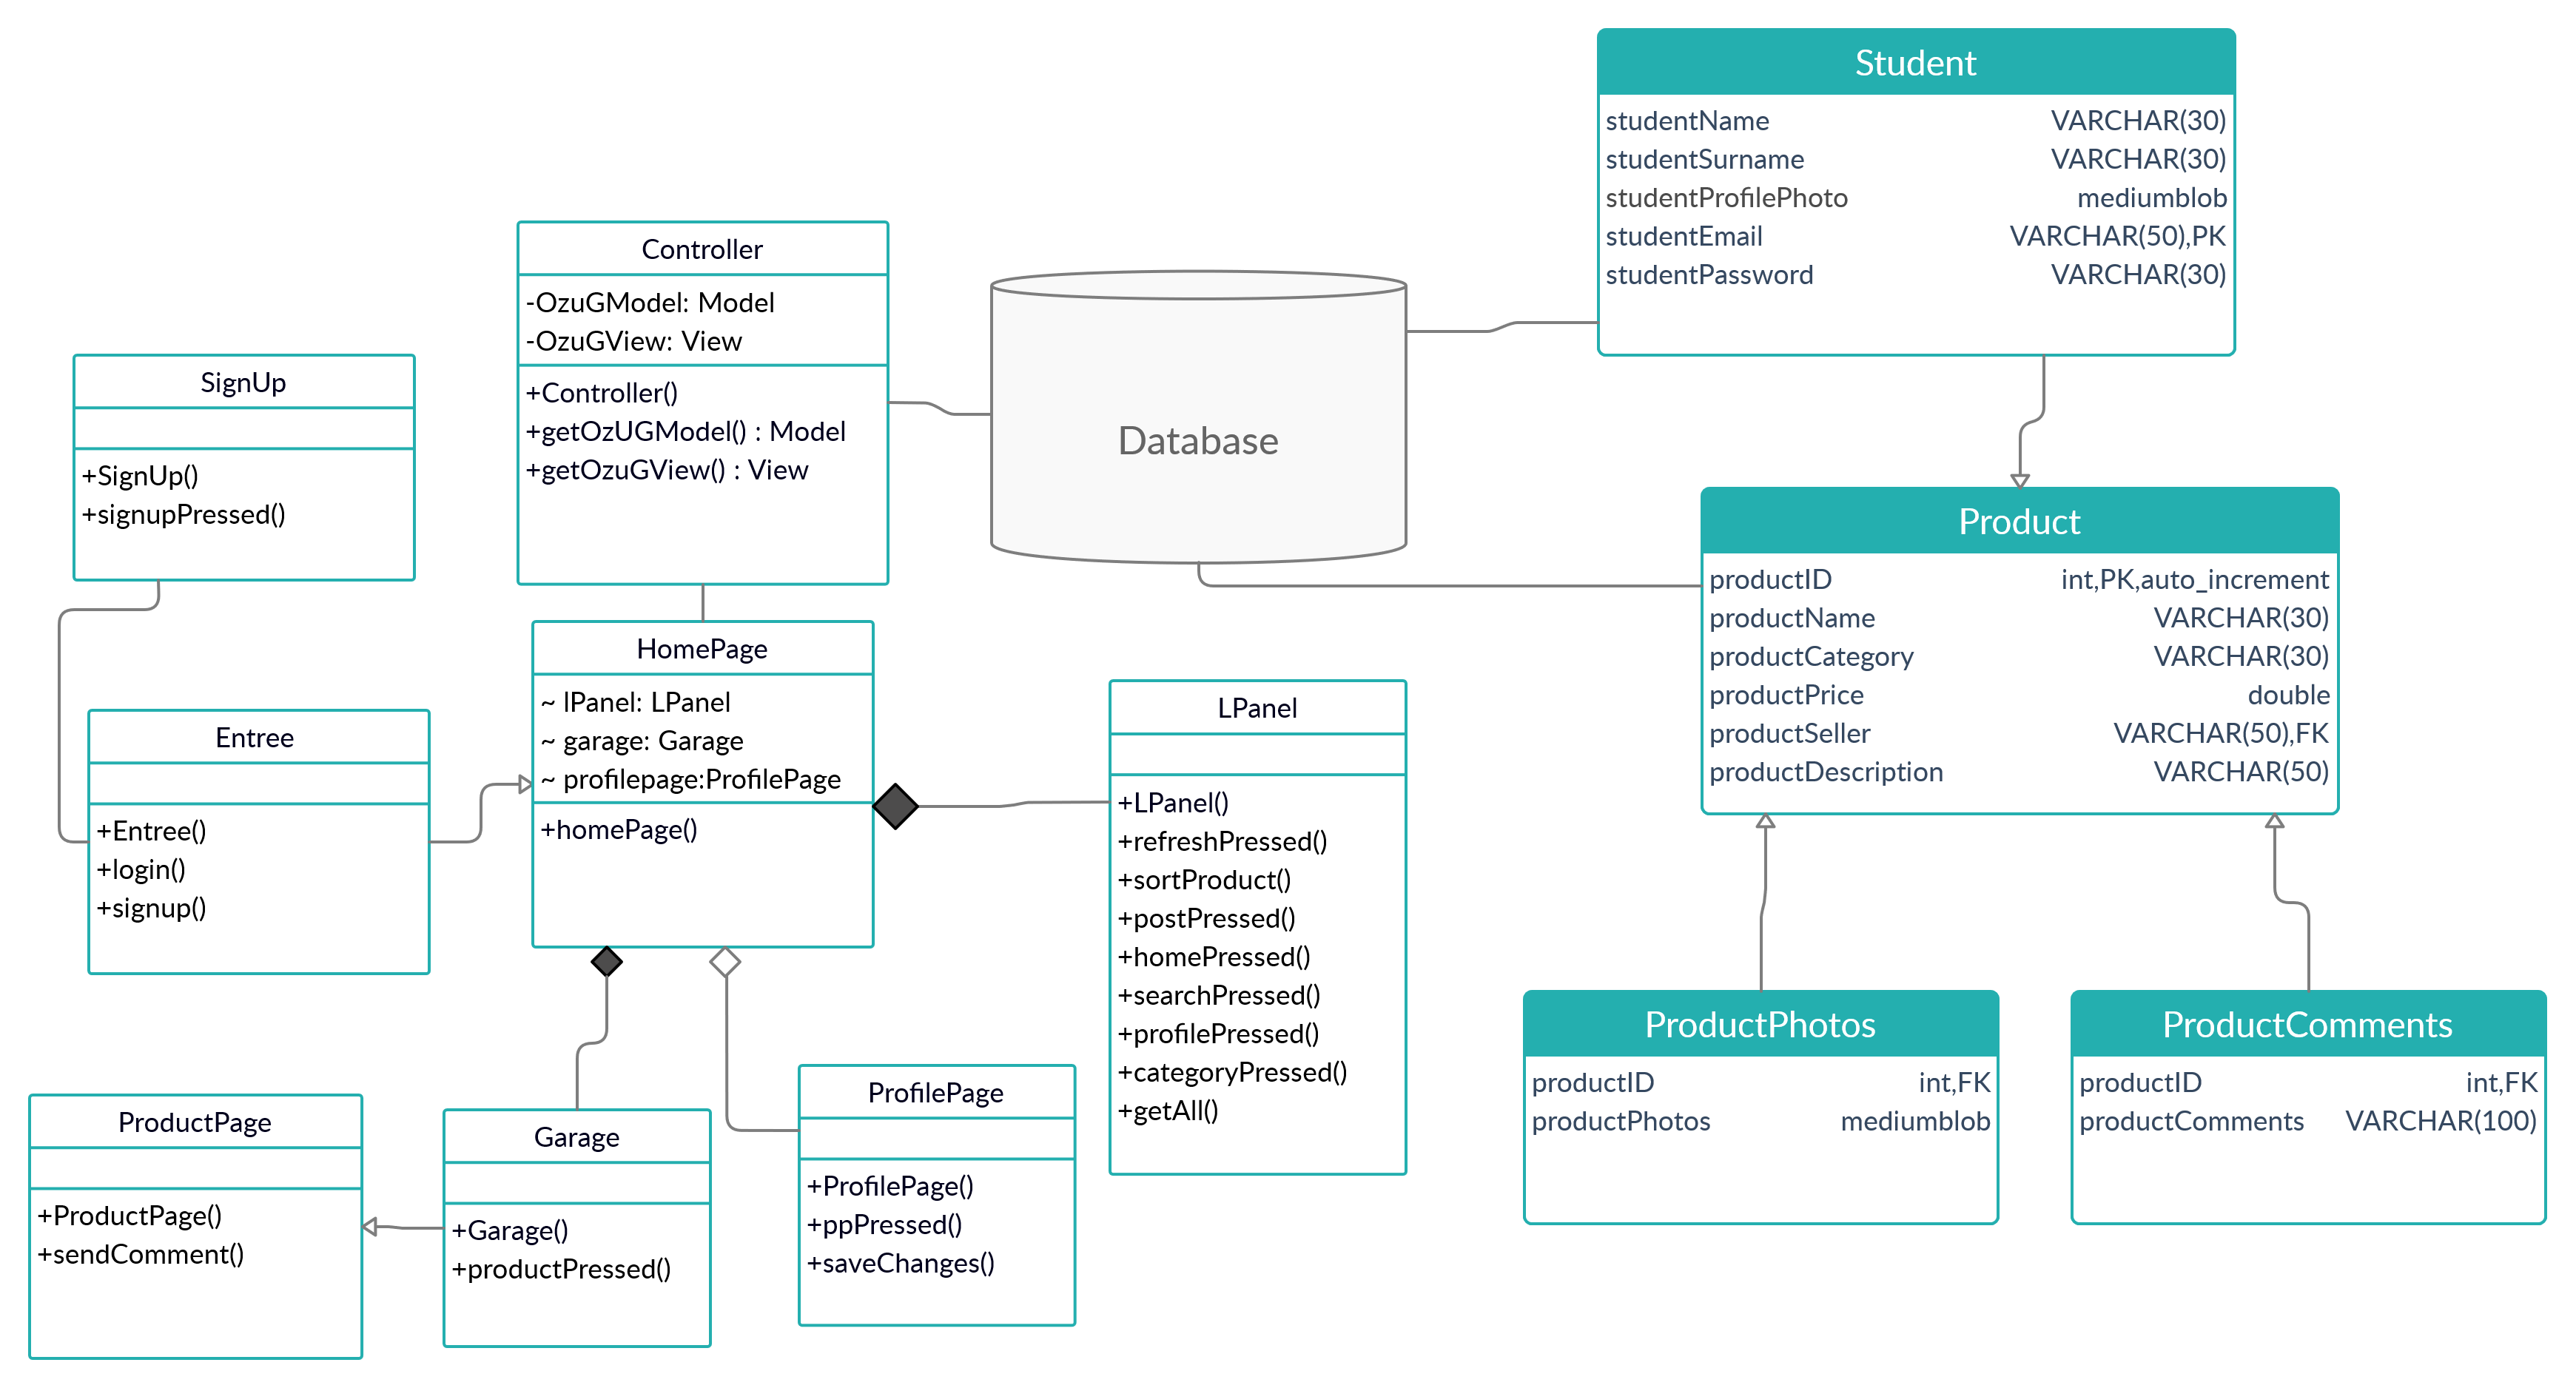 Student
studentName VARCHAR(30)
studentSurname VARCHAR(30)
studentProfilePhoto mediumblob
studentEmail VARCHAR(50),PK
studentPassword VARCHAR(30)
Controller
-OzuGModel: Model
-OzuGView: View
+Controller()
+getOzUGModel() : Model
+getOzuGView() : View
Database
SignUp
+SignUp()
+signupPressed()
Product
productID int,PK,auto_increment
productName VARCHAR(30)
productCategory VARCHAR(30)
productPrice double
productSeller VARCHAR(50),FK
productDescription VARCHAR(50)
HomePage
~ lPanel: LPanel
~ garage: Garage
~ profilepage:ProfilePage
+homePage()
Entree
+Entree()
+login()
+signup()
LPanel
+LPanel()
+refreshPressed()
+sortProduct()
+postPressed()
+homePressed()
+searchPressed()
+profilePressed()
+categoryPressed()
+getAll()
ProductPage
+ProductPage()
+sendComment()
Garage
+Garage()
+productPressed()
ProfilePage
+ProfilePage()
+ppPressed()
+saveChanges()
ProductPhotos
productID int,FK
productPhotos mediumblob
ProductComments
productID int,FK
productComments VARCHAR(100)